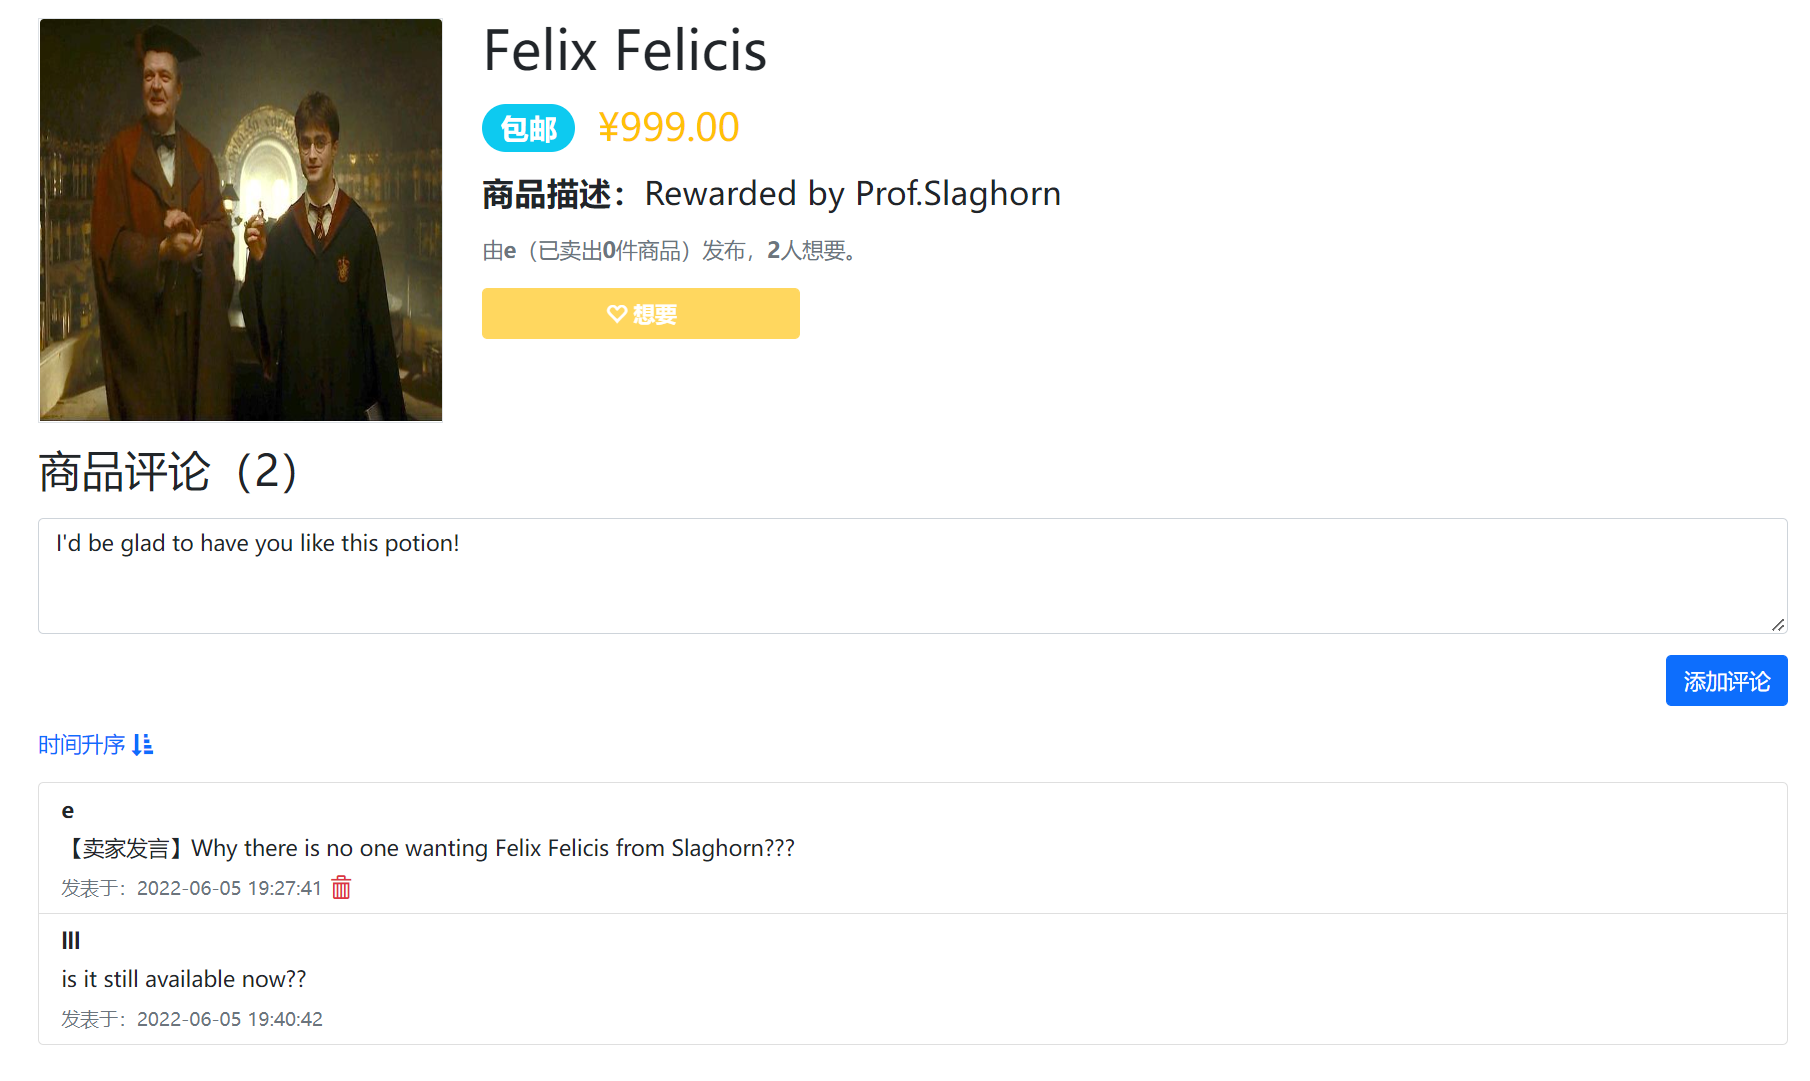 Felix Felicis
包邮 ¥999.00
商品描述：Rewarded by Prof.Slaghorn
由e（已卖出0件商品）发布，2人想要。
想要
商品评论（2）
I'd be glad to have you like this potion!
添加评论
时间升序
e
【卖家发言】Why there is no one wanting Felix Felicis from Slaghorn???
发表于：2022-06-05 19:27:41
lll
is it still available now??
发表于：2022-06-05 19:40:42